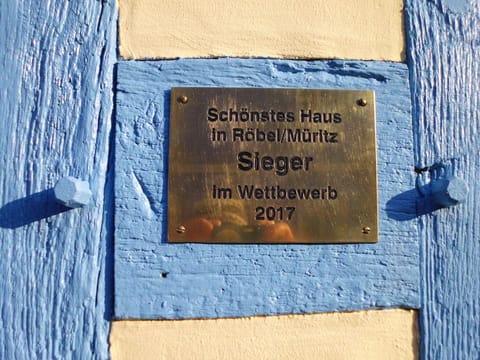 Schönstes Haus
in Röbel/Müritz
Sieger
im Wettbewerb
2017